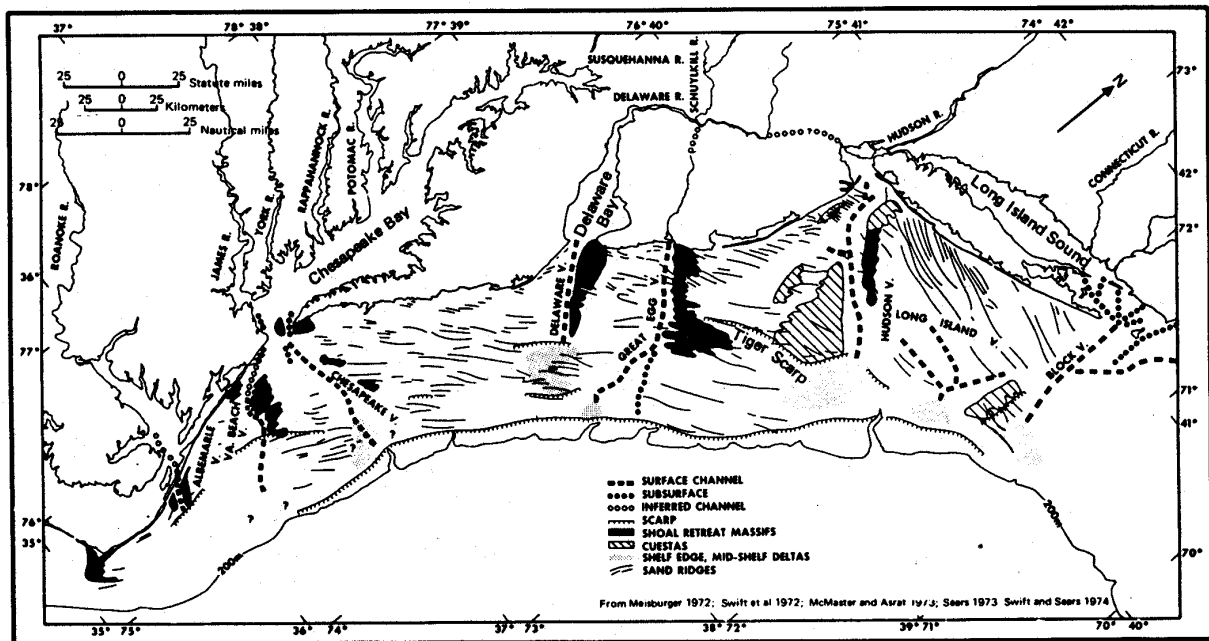 37° 78° 38° 77° 39° 76° 40° 75° 41° 74° 42°
25 0 25
Statute miles
25 0 25
Kilometers
25 0 25
Nautical miles
SUSQUEHANNA R.
DELAWARE R.
SCHUYLKILL R.
HUDSON R.
CONNECTICUT R.
N
73°
42°
72°
71°
41°
70°
78°
36°
77°
76°
35°
ROANOKE R.
JAMES R.
YORK R.
RAPPAHANNOCK R.
POTOMAC R.
Chesapeake Bay
Delaware Bay
Long Island Sound
DELAWARE V.
GREAT EGG V.
Tiger Scarp
HUDSON V.
LONG ISLAND V.
BLOCK V.
CHESAPEAKE V.
VA. BEACH V.
ALBEMARLE V.
? ? ? ? ?
200m
200m
SURFACE CHANNEL
SUBSURFACE
INFERRED CHANNEL
SCARP
SHOAL RETREAT MASSIFS
CUESTAS
SHELF EDGE, MID-SHELF DELTAS
SAND RIDGES
From Meisburger 1972; Swift et al 1972; McMaster and Asrat 1973; Sears 1973 Swift and Sears 1974
35° 75° 36° 74° 37° 73° 38° 72° 39° 71° 70° 40°